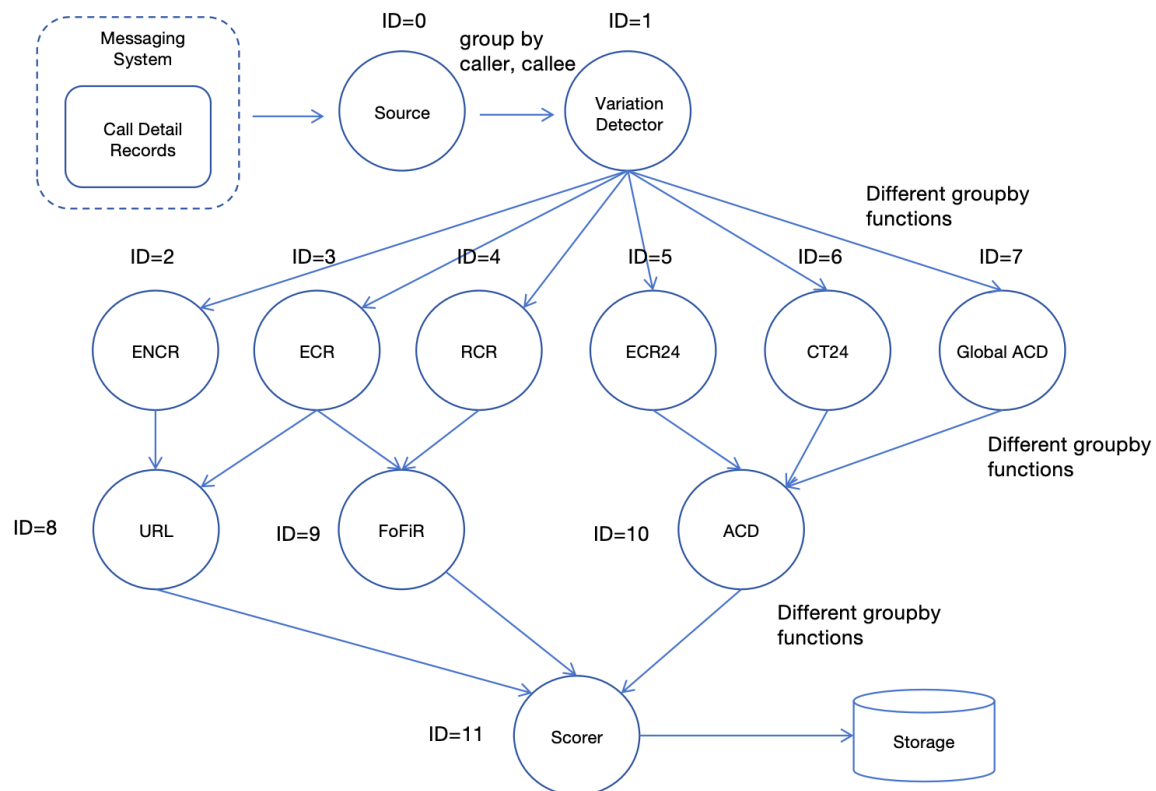 Messaging
System
Call Detail
Records
ID=0
Source
group by
caller, callee
ID=1
Variation
Detector
Different groupby
functions
ID=2
ID=3
ID=4
ID=5
ID=6
ID=7
ENCR
ECR
RCR
ECR24
CT24
Global ACD
Different groupby
functions
ID=8
URL
ID=9
FoFiR
ID=10
ACD
Different groupby
functions
ID=11
Scorer
Storage